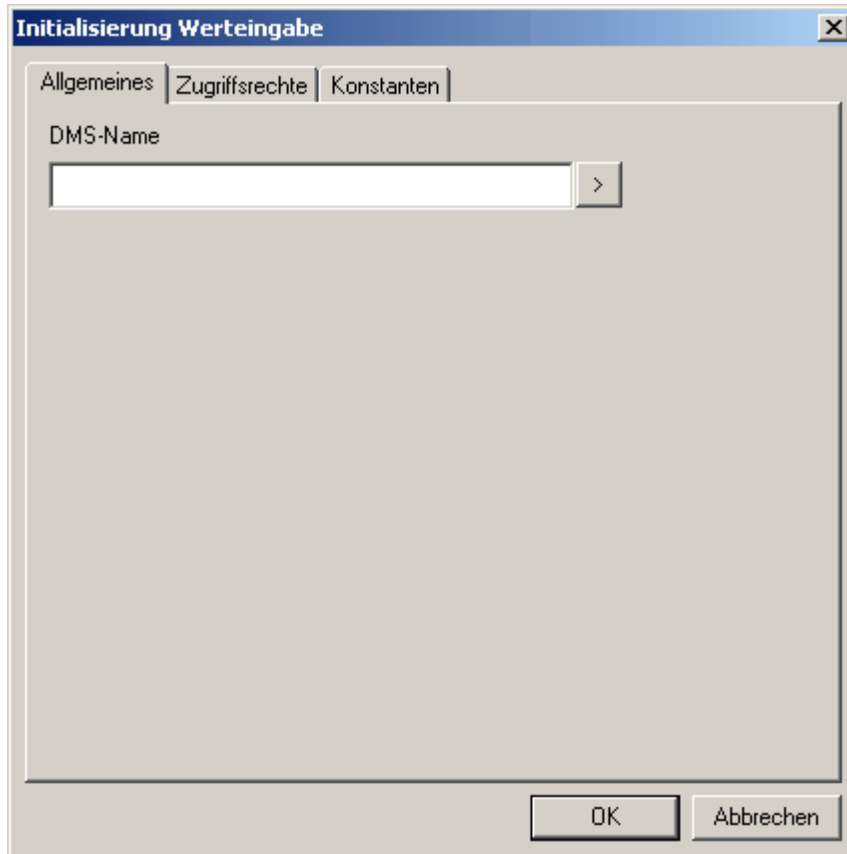 Initialisierung Werteingabe
Allgemeines Zugriffsrechte Konstanten
DMS-Name
>
OK Abbrechen